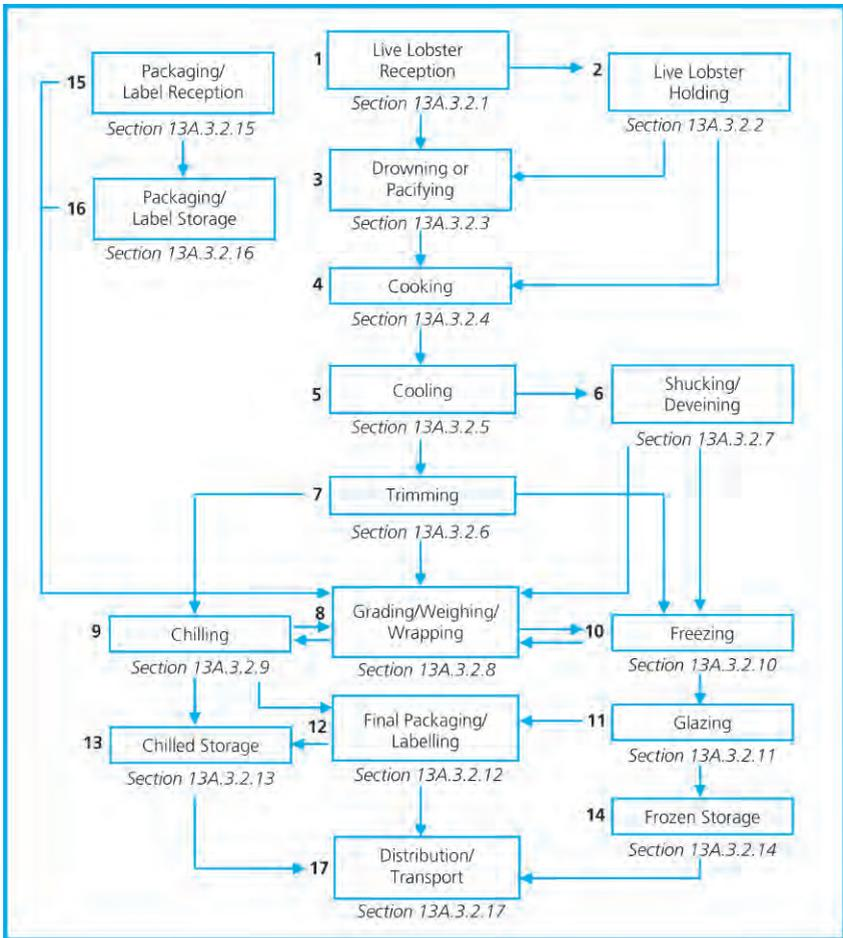 1
Live Lobster
Reception
Section 13A.3.2.1
2
Live Lobster
Holding
Section 13A.3.2.2
15
Packaging/
Label Reception
Section 13A.3.2.15
3
Drowning or
Pacifying
Section 13A.3.2.3
16
Packaging/
Label Storage
Section 13A.3.2.16
4
Cooking
Section 13A.3.2.4
5
Cooling
Section 13A.3.2.5
6
Shucking/
Deveining
Section 13A.3.2.7
7
Trimming
Section 13A.3.2.6
8
Grading/Weighing/
Wrapping
Section 13A.3.2.8
9
Chilling
Section 13A.3.2.9
10
Freezing
Section 13A.3.2.10
11
Glazing
Section 13A.3.2.11
12
Final Packaging/
Labelling
Section 13A.3.2.12
13
Chilled Storage
Section 13A.3.2.13
14
Frozen Storage
Section 13A.3.2.14
17
Distribution/
Transport
Section 13A.3.2.17